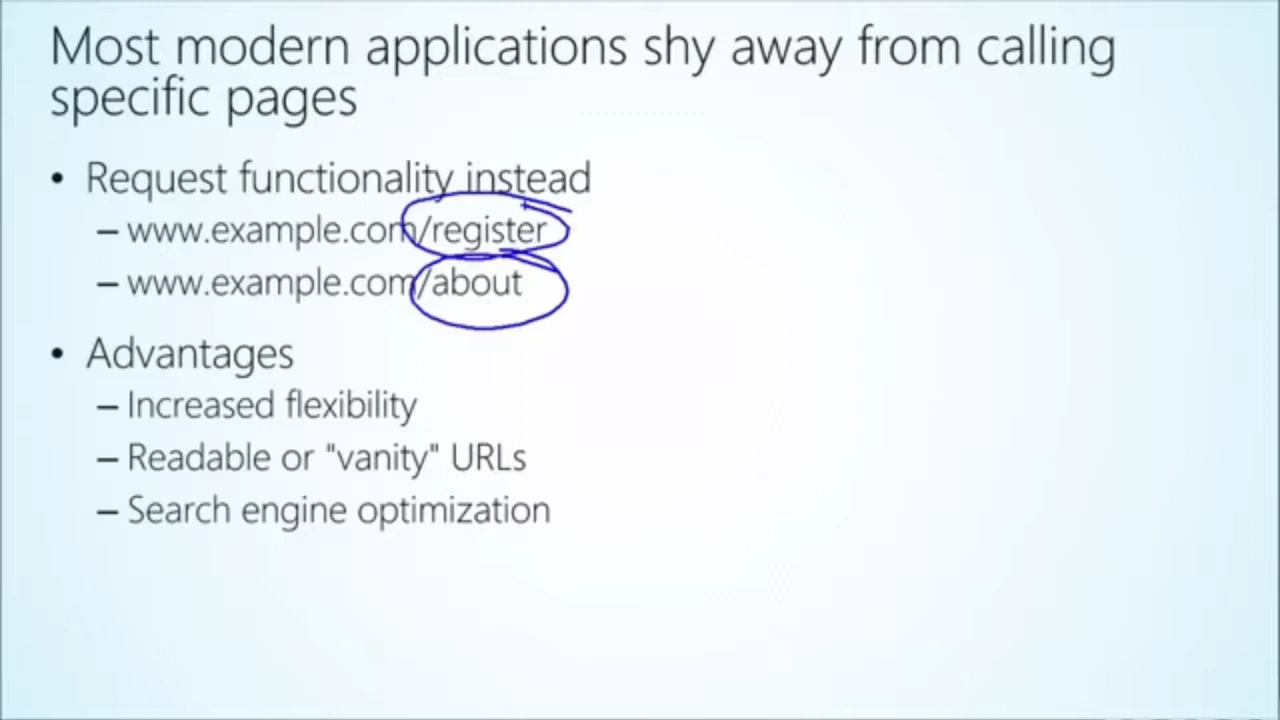 Most modern applications shy away from calling
specific pages
• Request functionality instead
– www.example.com/register
– www.example.com/about
• Advantages
– Increased flexibility
– Readable or "vanity" URLs
– Search engine optimization